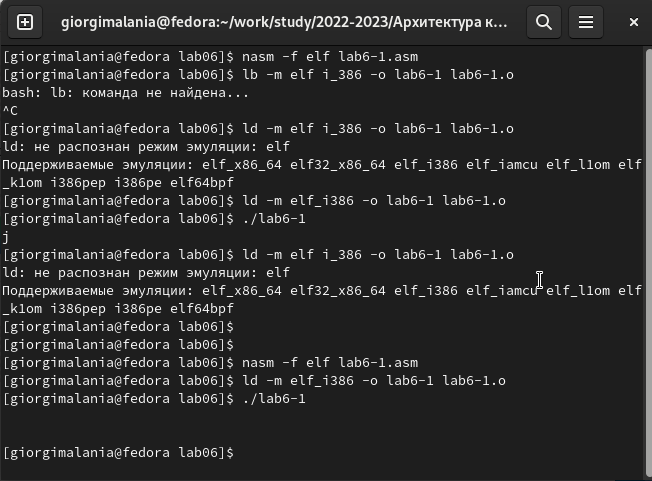 giorgimalania@fedora:~/work/study/2022-2023/Архитектура к...
[giorgimalania@fedora lab06]$ nasm -f elf lab6-1.asm
[giorgimalania@fedora lab06]$ lb -m elf i_386 -o lab6-1 lab6-1.o
bash: lb: команда не найдена...
^C
[giorgimalania@fedora lab06]$ ld -m elf i_386 -o lab6-1 lab6-1.o
ld: не распознан режим эмуляции: elf
Поддерживаемые эмуляции: elf_x86_64 elf32_x86_64 elf_i386 elf_iamcu elf_l1om elf
_k1om i386pep i386pe elf64bpf
[giorgimalania@fedora lab06]$ ld -m elf_i386 -o lab6-1 lab6-1.o
[giorgimalania@fedora lab06]$ ./lab6-1
j
[giorgimalania@fedora lab06]$ ld -m elf i_386 -o lab6-1 lab6-1.o
ld: не распознан режим эмуляции: elf
Поддерживаемые эмуляции: elf_x86_64 elf32_x86_64 elf_i386 elf_iamcu elf_l1om elf
_k1om i386pep i386pe elf64bpf
[giorgimalania@fedora lab06]$
[giorgimalania@fedora lab06]$
[giorgimalania@fedora lab06]$ nasm -f elf lab6-1.asm
[giorgimalania@fedora lab06]$ ld -m elf_i386 -o lab6-1 lab6-1.o
[giorgimalania@fedora lab06]$ ./lab6-1
[giorgimalania@fedora lab06]$